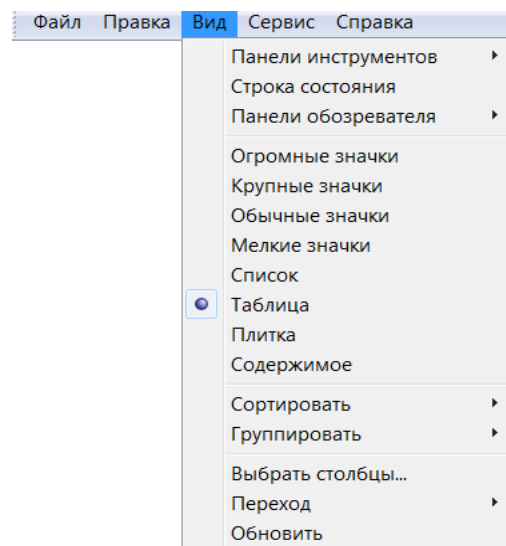 Файл Правка Вид Сервис Справка
Панели инструментов
Строка состояния
Панели обозревателя
Огромные значки
Крупные значки
Обычные значки
Мелкие значки
Список
Таблица
Плитка
Содержимое
Сортировать
Группировать
Выбрать столбцы...
Переход
Обновить